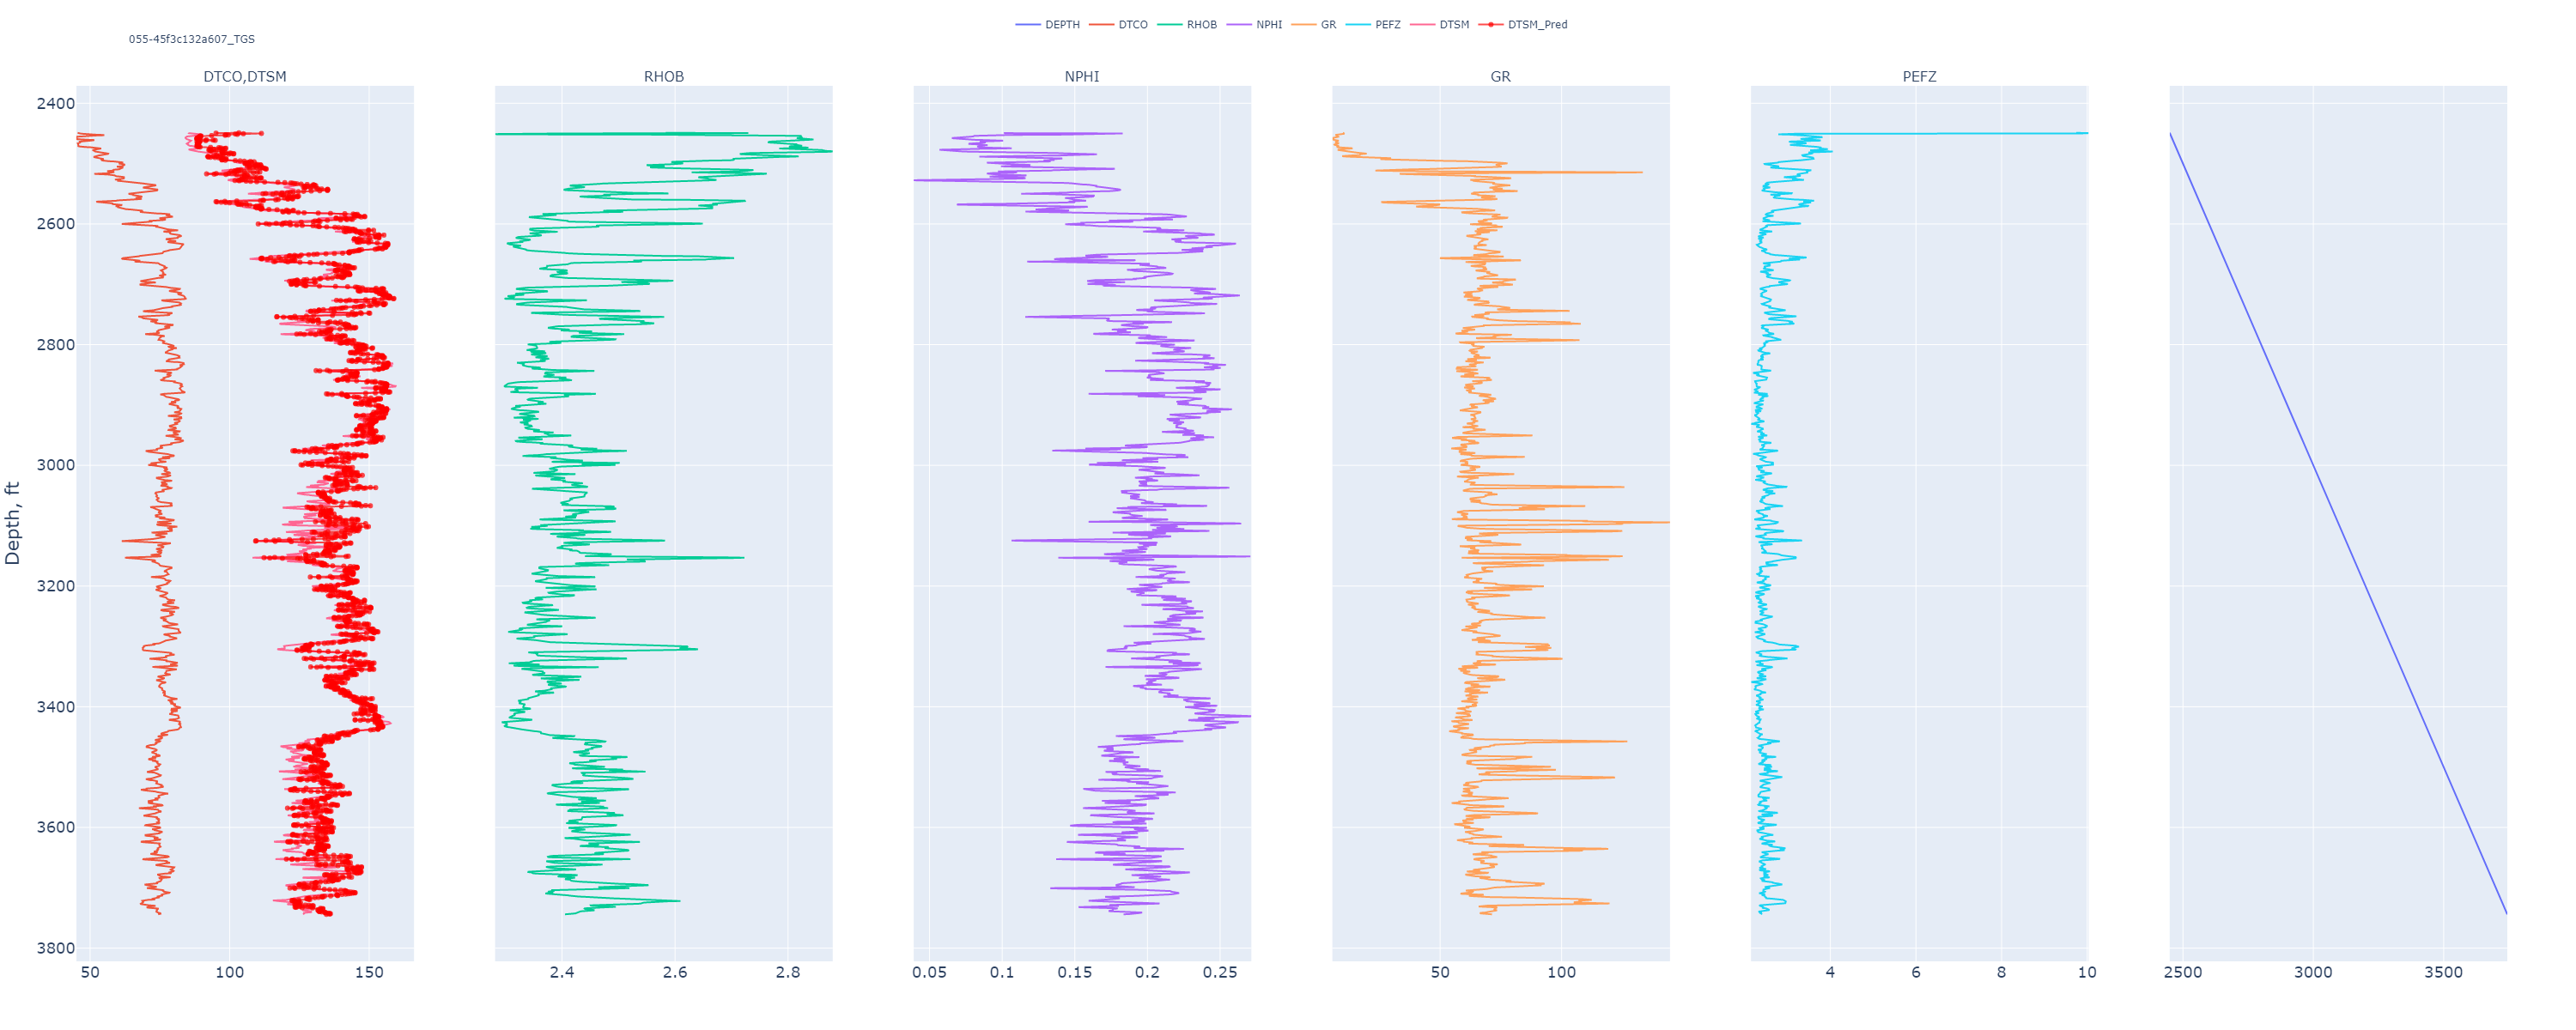 DEPTH DTCO RHOB NPHI GR PEFZ DTSM DTSM_Pred
055-45f3c132a607_TGS
DTCO,DTSM RHOB NPHI GR PEFZ
2400
2600
2800
3000
3200
3400
3600
3800
Depth, ft
50 100 150 2.4 2.6 2.8 0.05 0.1 0.15 0.2 0.25 50 100 4 6 8 10 2500 3000 3500